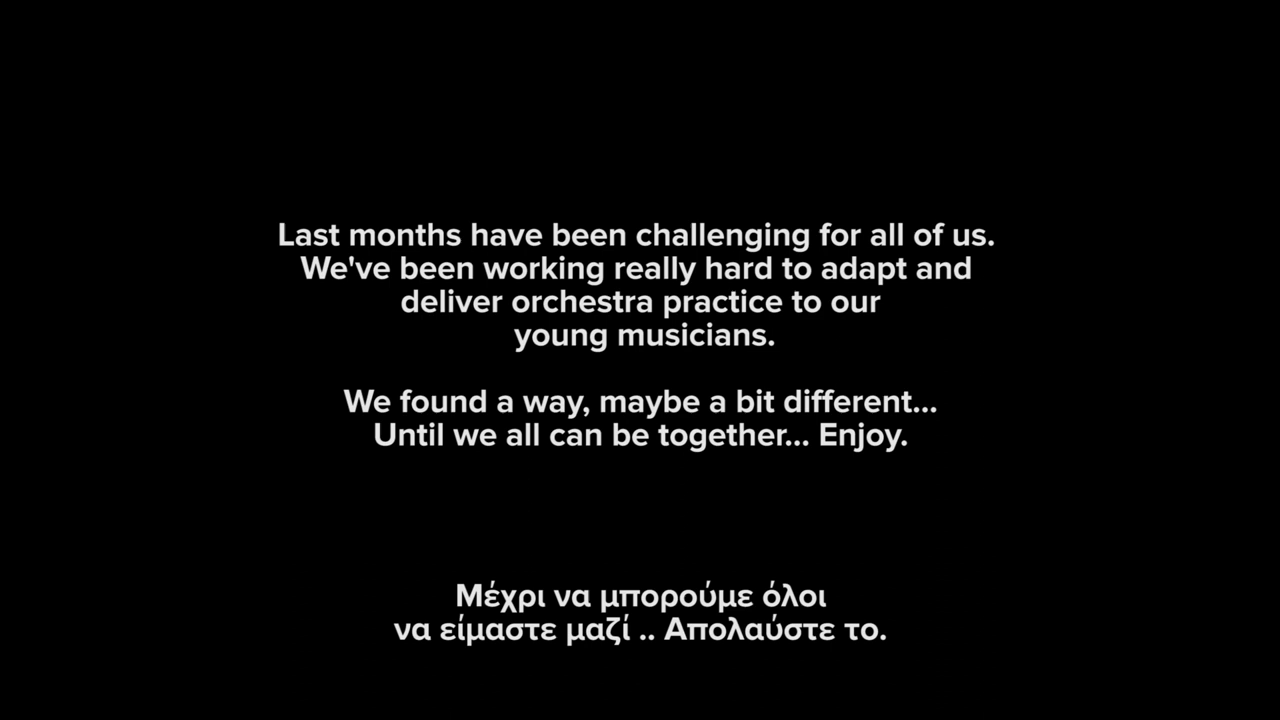 Last months have been challenging for all of us.
We've been working really hard to adapt and
deliver orchestra practice to our
young musicians.
We found a way, maybe a bit different...
Until we all can be together... Enjoy.
Μέχρι να μπορούμε όλοι
να είμαστε μαζί .. Απολαύστε το.